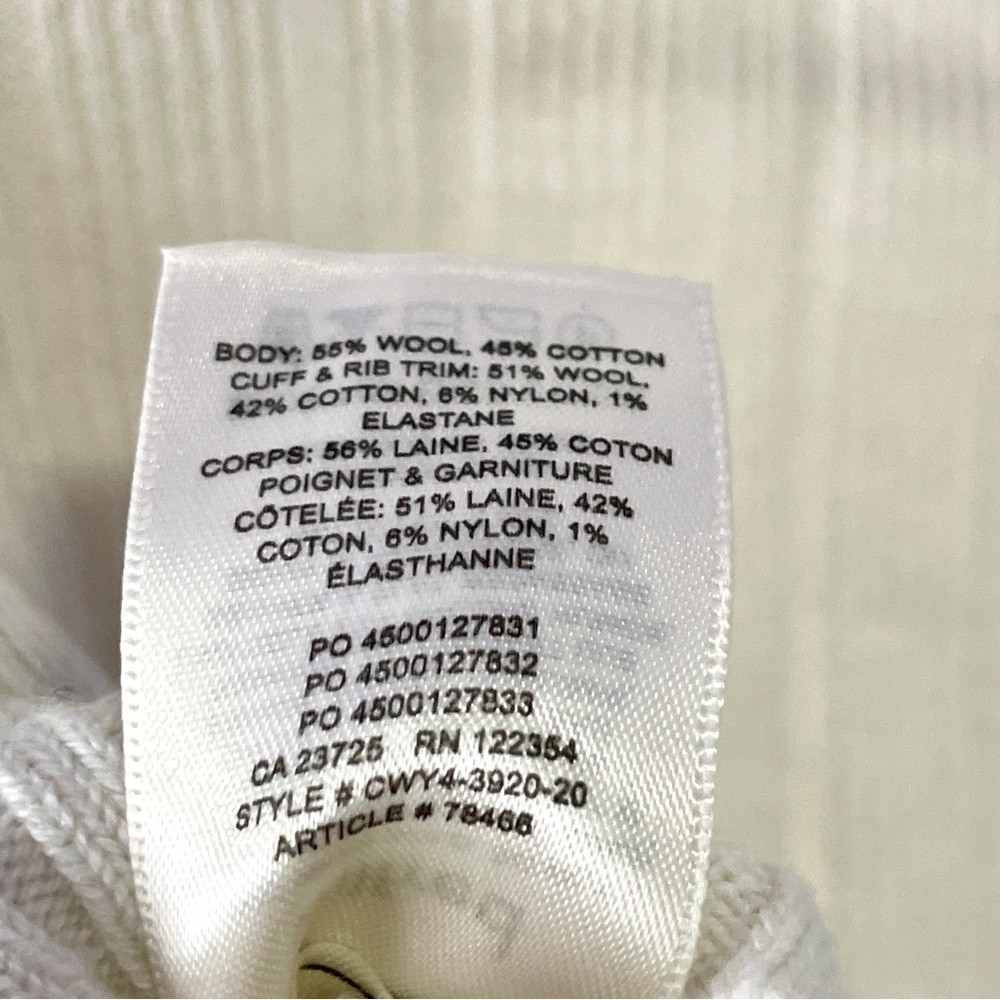 BODY: 55% WOOL, 45% COTTON
CUFF & RIB TRIM: 51% WOOL,
42% COTTON, 6% NYLON, 1%
ELASTANE
CORPS: 55% LAINE, 45% COTON
POIGNET & GARNITURE
CÔTELÉE: 51% LAINE, 42%
COTON, 6% NYLON, 1%
ÉLASTHANNE
PO 4500127831
PO 4500127832
PO 4500127833
CA 23725 RN 122354
STYLE # CWY4-3920-20
ARTICLE # 78466